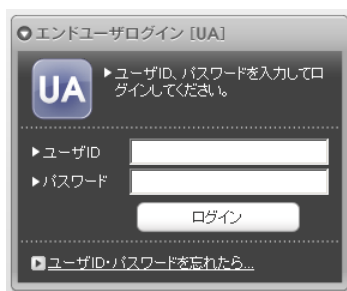 エンドユーザログイン [UA]
UA
ユーザID、パスワードを入力してロ
グインしてください。
ユーザID
パスワード
ログイン
ユーザID・パスワードを忘れたら...